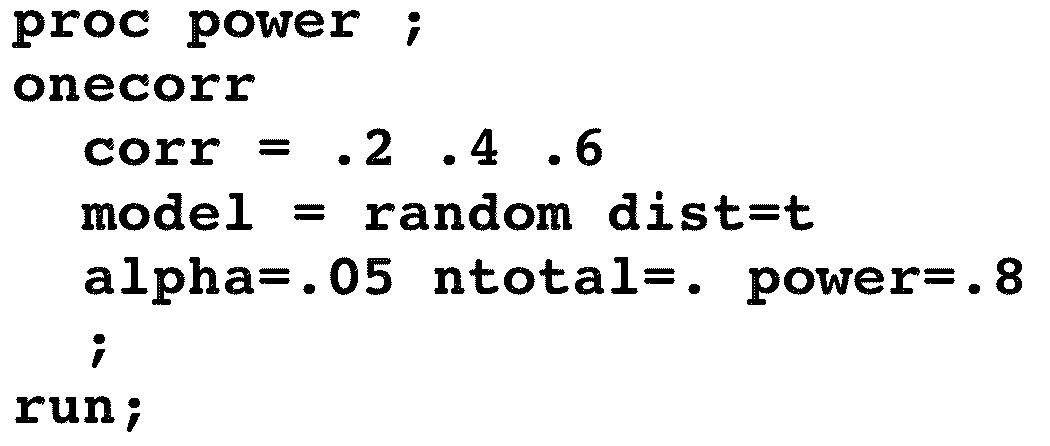 proc power ;
onecorr
corr = .2 .4 .6
model = random dist=t
alpha=.05 ntotal=. power=.8
;
run;